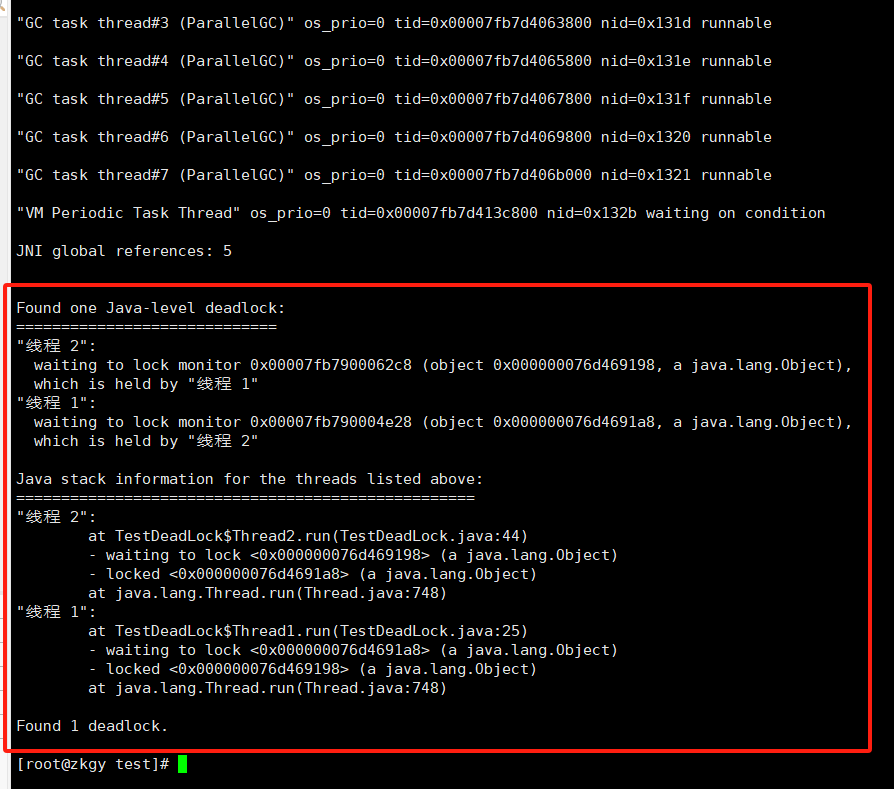 "GC task thread#3 (ParallelGC)" os_prio=0 tid=0x00007fb7d4063800 nid=0x131d runnable
"GC task thread#4 (ParallelGC)" os_prio=0 tid=0x00007fb7d4065800 nid=0x131e runnable
"GC task thread#5 (ParallelGC)" os_prio=0 tid=0x00007fb7d4067800 nid=0x131f runnable
"GC task thread#6 (ParallelGC)" os_prio=0 tid=0x00007fb7d4069800 nid=0x1320 runnable
"GC task thread#7 (ParallelGC)" os_prio=0 tid=0x00007fb7d406b000 nid=0x1321 runnable
"VM Periodic Task Thread" os_prio=0 tid=0x00007fb7d413c800 nid=0x132b waiting on condition
JNI global references: 5
Found one Java-level deadlock:
=============================
"线程 2":
  waiting to lock monitor 0x00007fb7900062c8 (object 0x000000076d469198, a java.lang.Object),
  which is held by "线程 1"
"线程 1":
  waiting to lock monitor 0x00007fb790004e28 (object 0x000000076d4691a8, a java.lang.Object),
  which is held by "线程 2"
Java stack information for the threads listed above:
===================================================
"线程 2":
        at TestDeadLock$Thread2.run(TestDeadLock.java:44)
        - waiting to lock <0x000000076d469198> (a java.lang.Object)
        - locked <0x000000076d4691a8> (a java.lang.Object)
        at java.lang.Thread.run(Thread.java:748)
"线程 1":
        at TestDeadLock$Thread1.run(TestDeadLock.java:25)
        - waiting to lock <0x000000076d4691a8> (a java.lang.Object)
        - locked <0x000000076d469198> (a java.lang.Object)
        at java.lang.Thread.run(Thread.java:748)
Found 1 deadlock.
[root@zkgy test]#